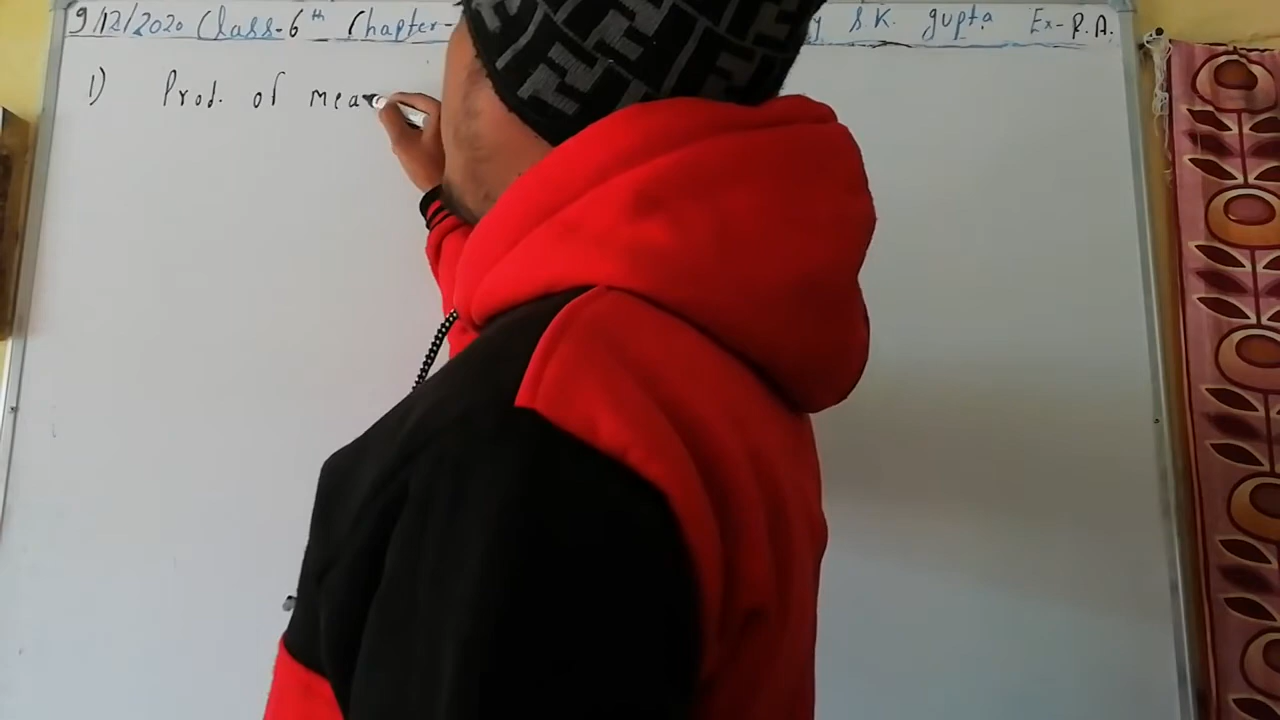 9/12/2020 Class-6th Chapter- S.K. gupta Ex-R.A.
1) Prod. of mea